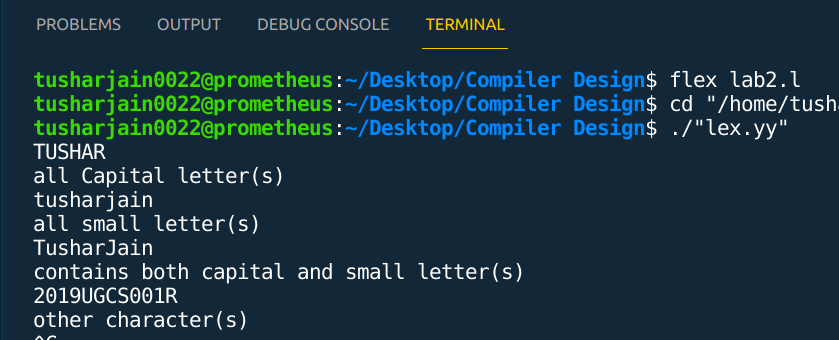 PROBLEMS OUTPUT DEBUG CONSOLE TERMINAL
tusharjain0022@prometheus:~/Desktop/Compiler Design$ flex lab2.l
tusharjain0022@prometheus:~/Desktop/Compiler Design$ cd "/home/tusha
tusharjain0022@prometheus:~/Desktop/Compiler Design$ ./"lex.yy"
TUSHAR
all Capital letter(s)
tusharjain
all small letter(s)
TusharJain
contains both capital and small letter(s)
2019UGCS001R
other character(s)